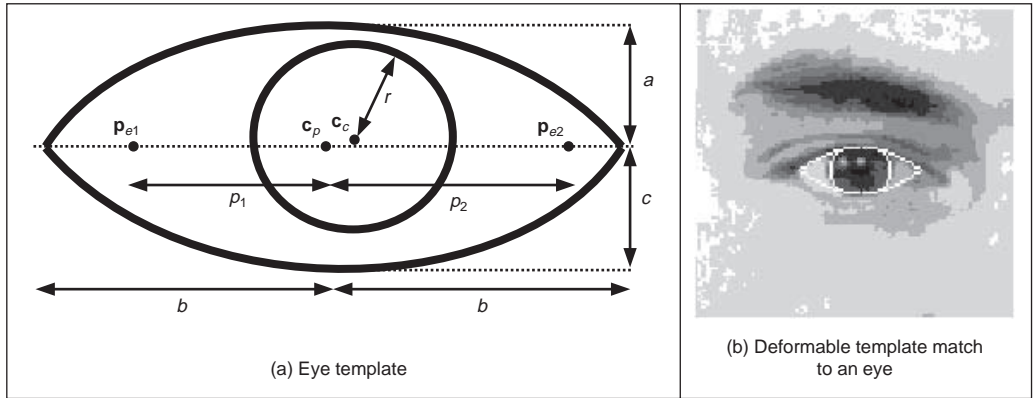 a
r
p_e1
c_p c_c
p_e2
p_1
p_2
c
b
b
(a) Eye template
(b) Deformable template match
to an eye